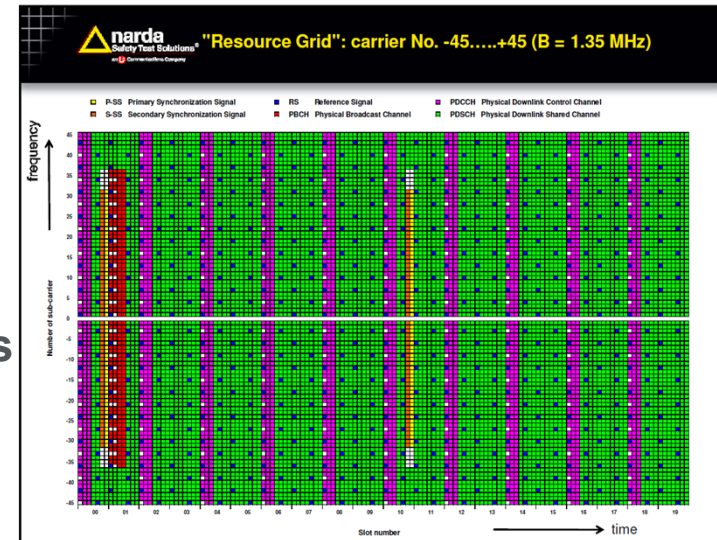 narda
Safety Test Solutions®
"Resource Grid": carrier No. -45.....+45 (B = 1.35 MHz)
an L3 Communications Company
P-SS Primary Synchronization Signal
RS Reference Signal
PDCCH Physical Downlink Control Channel
S-SS Secondary Synchronization Signal
PBCH Physical Broadcast Channel
PDSCH Physical Downlink Shared Channel
frequency
Number of sub-carrier
45
40
35
30
25
20
15
10
5
0
-5
-10
-15
-20
-25
-30
-35
-40
-45
s
00 01 02 03 04 05 06 07 08 09 10 11 12 13 14 15 16 17 18 19
Slot number
time